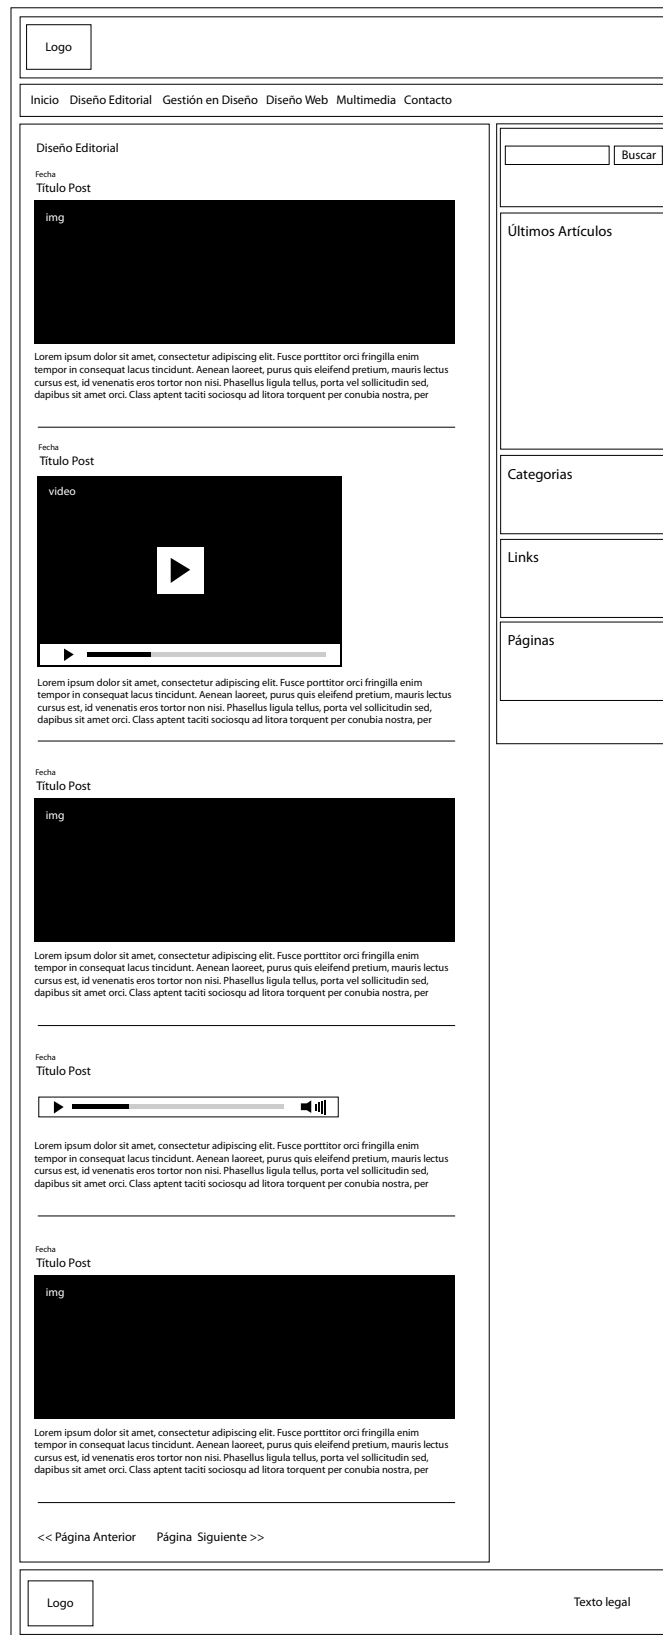 Logo
Inicio Diseño Editorial Gestión en Diseño Diseño Web Multimedia Contacto
Diseño Editorial
Fecha
Título Post
img
Lorem ipsum dolor sit amet, consectetur adipiscing elit. Fusce porttitor orci fringilla enim
tempor in consequat lacus tincidunt. Aenean laoreet, purus quis eleifend pretium, mauris lectus
cursus est, id venenatis eros tortor non nisi. Phasellus ligula tellus, porta vel sollicitudin sed,
dapibus sit amet orci. Class aptent taciti sociosqu ad litora torquent per conubia nostra, per
Fecha
Título Post
video
Lorem ipsum dolor sit amet, consectetur adipiscing elit. Fusce porttitor orci fringilla enim
tempor in consequat lacus tincidunt. Aenean laoreet, purus quis eleifend pretium, mauris lectus
cursus est, id venenatis eros tortor non nisi. Phasellus ligula tellus, porta vel sollicitudin sed,
dapibus sit amet orci. Class aptent taciti sociosqu ad litora torquent per conubia nostra, per
Fecha
Título Post
img
Lorem ipsum dolor sit amet, consectetur adipiscing elit. Fusce porttitor orci fringilla enim
tempor in consequat lacus tincidunt. Aenean laoreet, purus quis eleifend pretium, mauris lectus
cursus est, id venenatis eros tortor non nisi. Phasellus ligula tellus, porta vel sollicitudin sed,
dapibus sit amet orci. Class aptent taciti sociosqu ad litora torquent per conubia nostra, per
Fecha
Título Post
Lorem ipsum dolor sit amet, consectetur adipiscing elit. Fusce porttitor orci fringilla enim
tempor in consequat lacus tincidunt. Aenean laoreet, purus quis eleifend pretium, mauris lectus
cursus est, id venenatis eros tortor non nisi. Phasellus ligula tellus, porta vel sollicitudin sed,
dapibus sit amet orci. Class aptent taciti sociosqu ad litora torquent per conubia nostra, per
Fecha
Título Post
img
Lorem ipsum dolor sit amet, consectetur adipiscing elit. Fusce porttitor orci fringilla enim
tempor in consequat lacus tincidunt. Aenean laoreet, purus quis eleifend pretium, mauris lectus
cursus est, id venenatis eros tortor non nisi. Phasellus ligula tellus, porta vel sollicitudin sed,
dapibus sit amet orci. Class aptent taciti sociosqu ad litora torquent per conubia nostra, per
<< Página Anterior Página Siguiente >>
Buscar
Últimos Artículos
Categorias
Links
Páginas
Logo
Texto legal